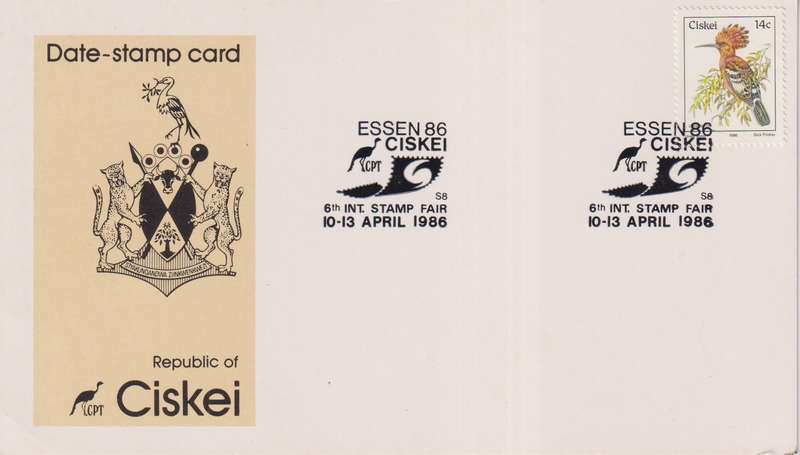 Date-stamp card
Republic of
CPT
Ciskei
ESSEN 86
CISKEI
CPT
S8
6th INT. STAMP FAIR
10-13 APRIL 1986
ESSEN 86
CISKEI
CPT
S8
6th INT. STAMP FAIR
10-13 APRIL 1986
Ciskei 14c
1986